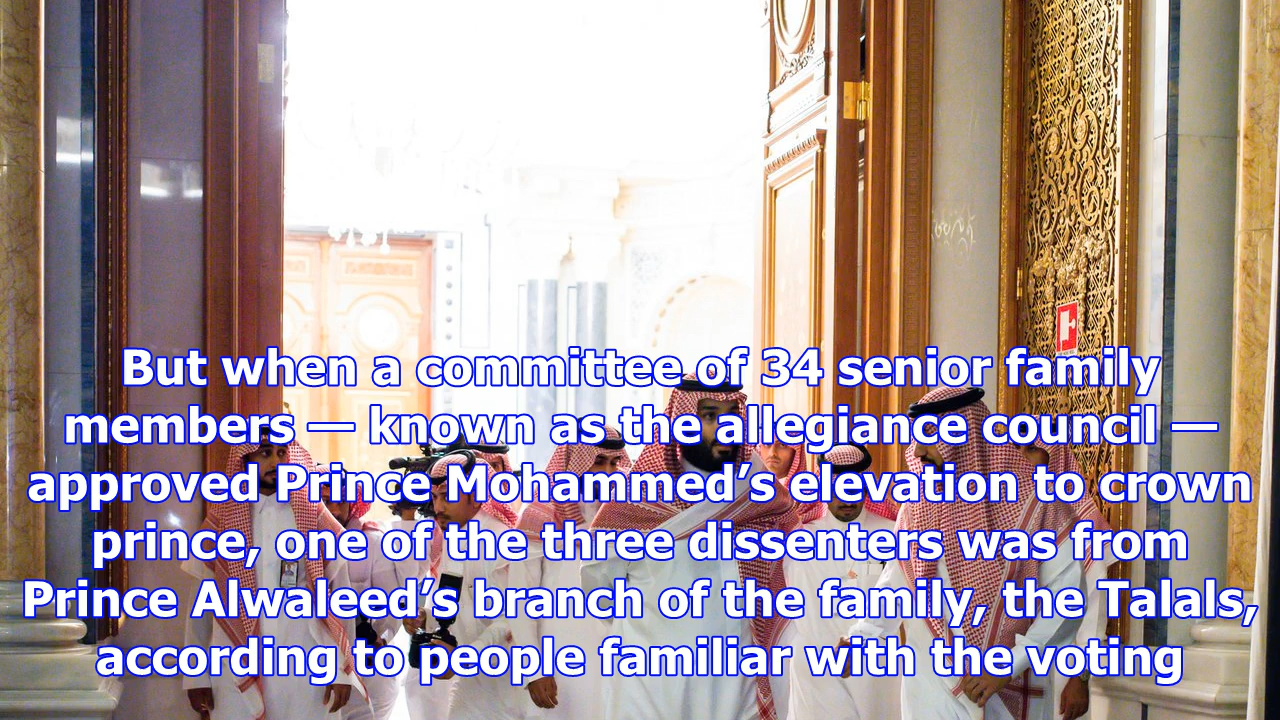 But when a committee of 34 senior family
members — known as the allegiance council —
approved Prince Mohammed’s elevation to crown
prince, one of the three dissenters was from
Prince Alwaleed’s branch of the family, the Talals,
according to people familiar with the voting